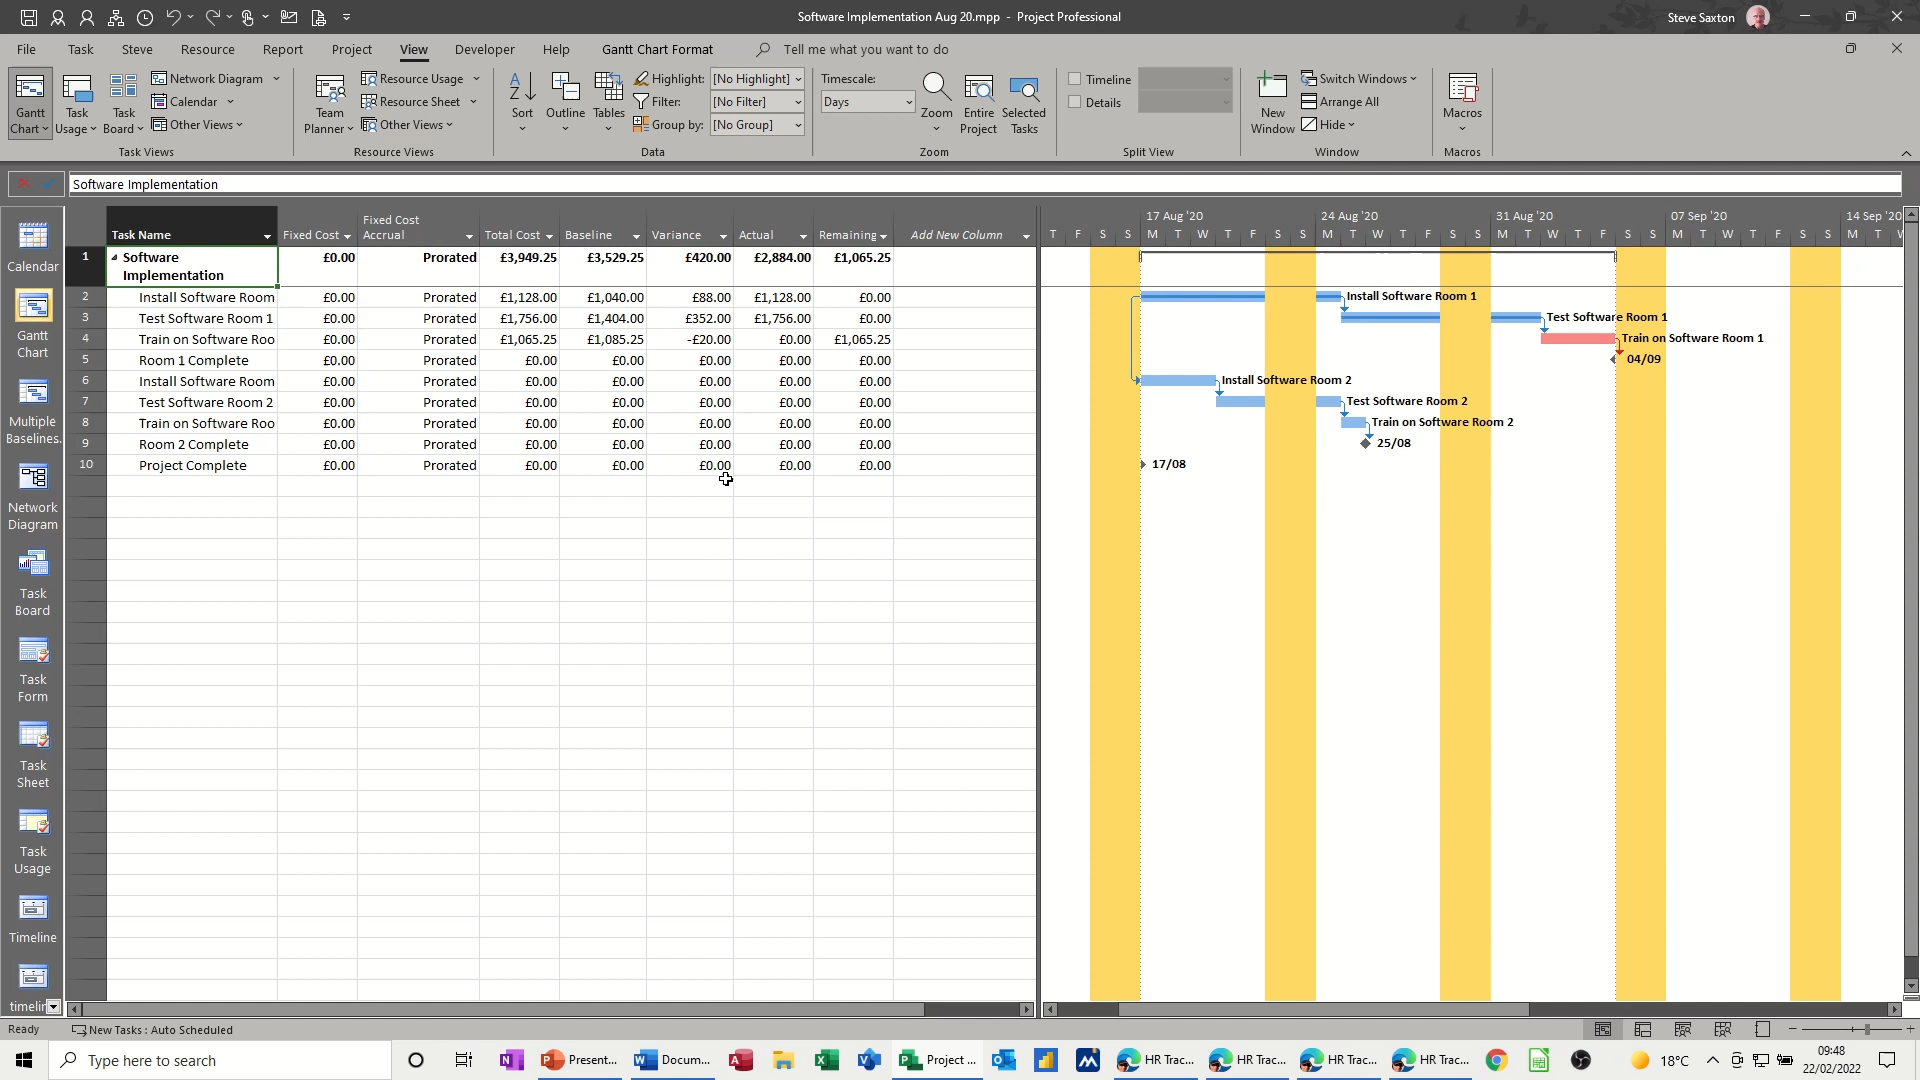 Software Implementation Aug 20.mpp - Project Professional
Steve Saxton
File Task Steve Resource Report Project View Developer Help Gantt Chart Format Tell me what you want to do
Gantt Chart
Task Usage
Task Board
Network Diagram
Calendar
Other Views
Task Views
Team Planner
Resource Usage
Resource Sheet
Other Views
Resource Views
Sort
Outline
Tables
Highlight: [No Highlight]
Filter: [No Filter]
Group by: [No Group]
Data
Timescale:
Days
Zoom
Entire Project
Selected Tasks
Zoom
Timeline
Details
Split View
New Window
Switch Windows
Arrange All
Hide
Window
Macros
Macros
Software Implementation
Calendar
Gantt Chart
Multiple Baselines.
Network Diagram
Task Board
Task Form
Task Sheet
Task Usage
Timeline
timelin
Task Name Fixed Cost Fixed Cost Accrual Total Cost Baseline Variance Actual Remaining Add New Column
1 Software Implementation £0.00 Prorated £3,949.25 £3,529.25 £420.00 £2,884.00 £1,065.25
2 Install Software Room £0.00 Prorated £1,128.00 £1,040.00 £88.00 £1,128.00 £0.00
3 Test Software Room 1 £0.00 Prorated £1,756.00 £1,404.00 £352.00 £1,756.00 £0.00
4 Train on Software Roo £0.00 Prorated £1,065.25 £1,085.25 -£20.00 £0.00 £1,065.25
5 Room 1 Complete £0.00 Prorated £0.00 £0.00 £0.00 £0.00 £0.00
6 Install Software Room £0.00 Prorated £0.00 £0.00 £0.00 £0.00 £0.00
7 Test Software Room 2 £0.00 Prorated £0.00 £0.00 £0.00 £0.00 £0.00
8 Train on Software Roo £0.00 Prorated £0.00 £0.00 £0.00 £0.00 £0.00
9 Room 2 Complete £0.00 Prorated £0.00 £0.00 £0.00 £0.00 £0.00
10 Project Complete £0.00 Prorated £0.00 £0.00 £0.00 £0.00 £0.00
17 Aug '20 24 Aug '20 31 Aug '20 07 Sep '20 14 Sep '20
T F S S M T W T F S S M T W T F S S M T W T F S S M T W T F S S M T W
Install Software Room 1
Test Software Room 1
Train on Software Room 1
04/09
Install Software Room 2
Test Software Room 2
Train on Software Room 2
25/08
17/08
Ready New Tasks : Auto Scheduled
Type here to search
Present... Docum... Project ... HR Trac... HR Trac... HR Trac... HR Trac... 18°C
09:48
22/02/2022